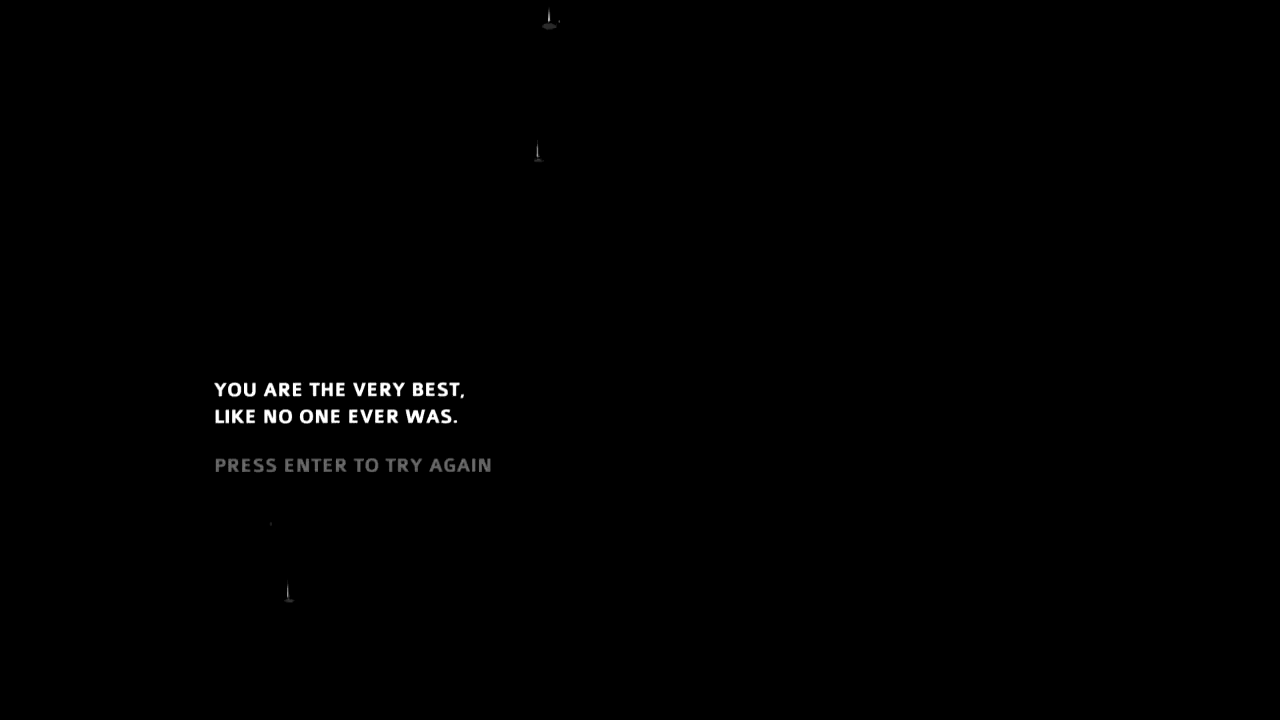 YOU ARE THE VERY BEST,
LIKE NO ONE EVER WAS.
PRESS ENTER TO TRY AGAIN